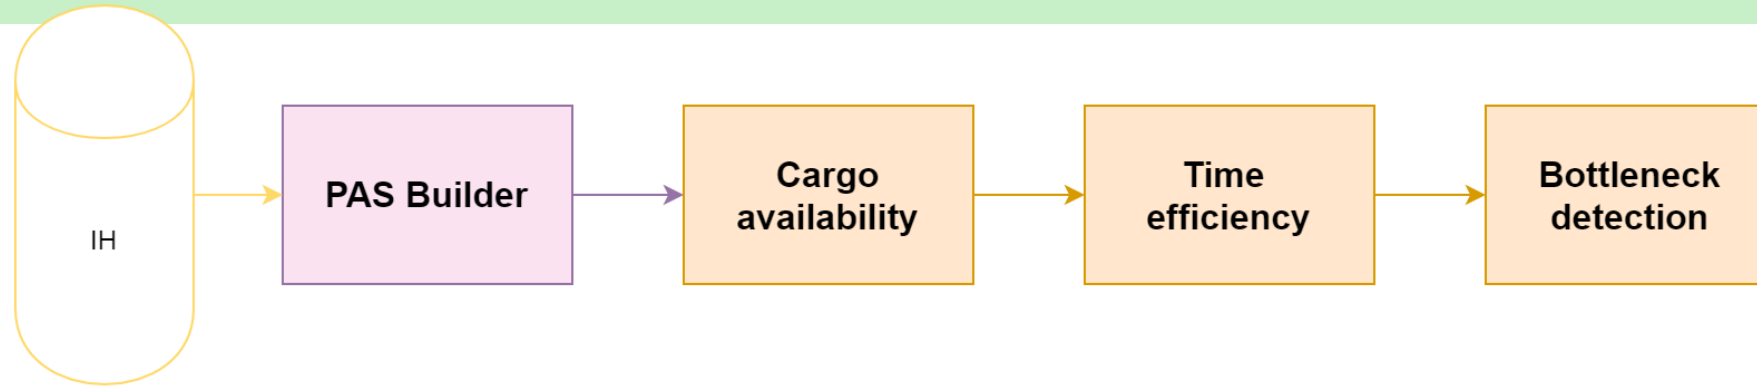 IH
PAS Builder
Cargo
availability
Time
efficiency
Bottleneck
detection